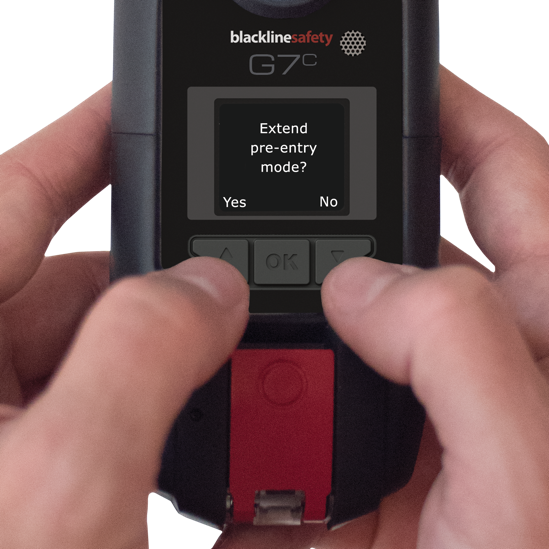 blacklinesafety
G7c
Extend
pre-entry
mode?
Yes No
OK